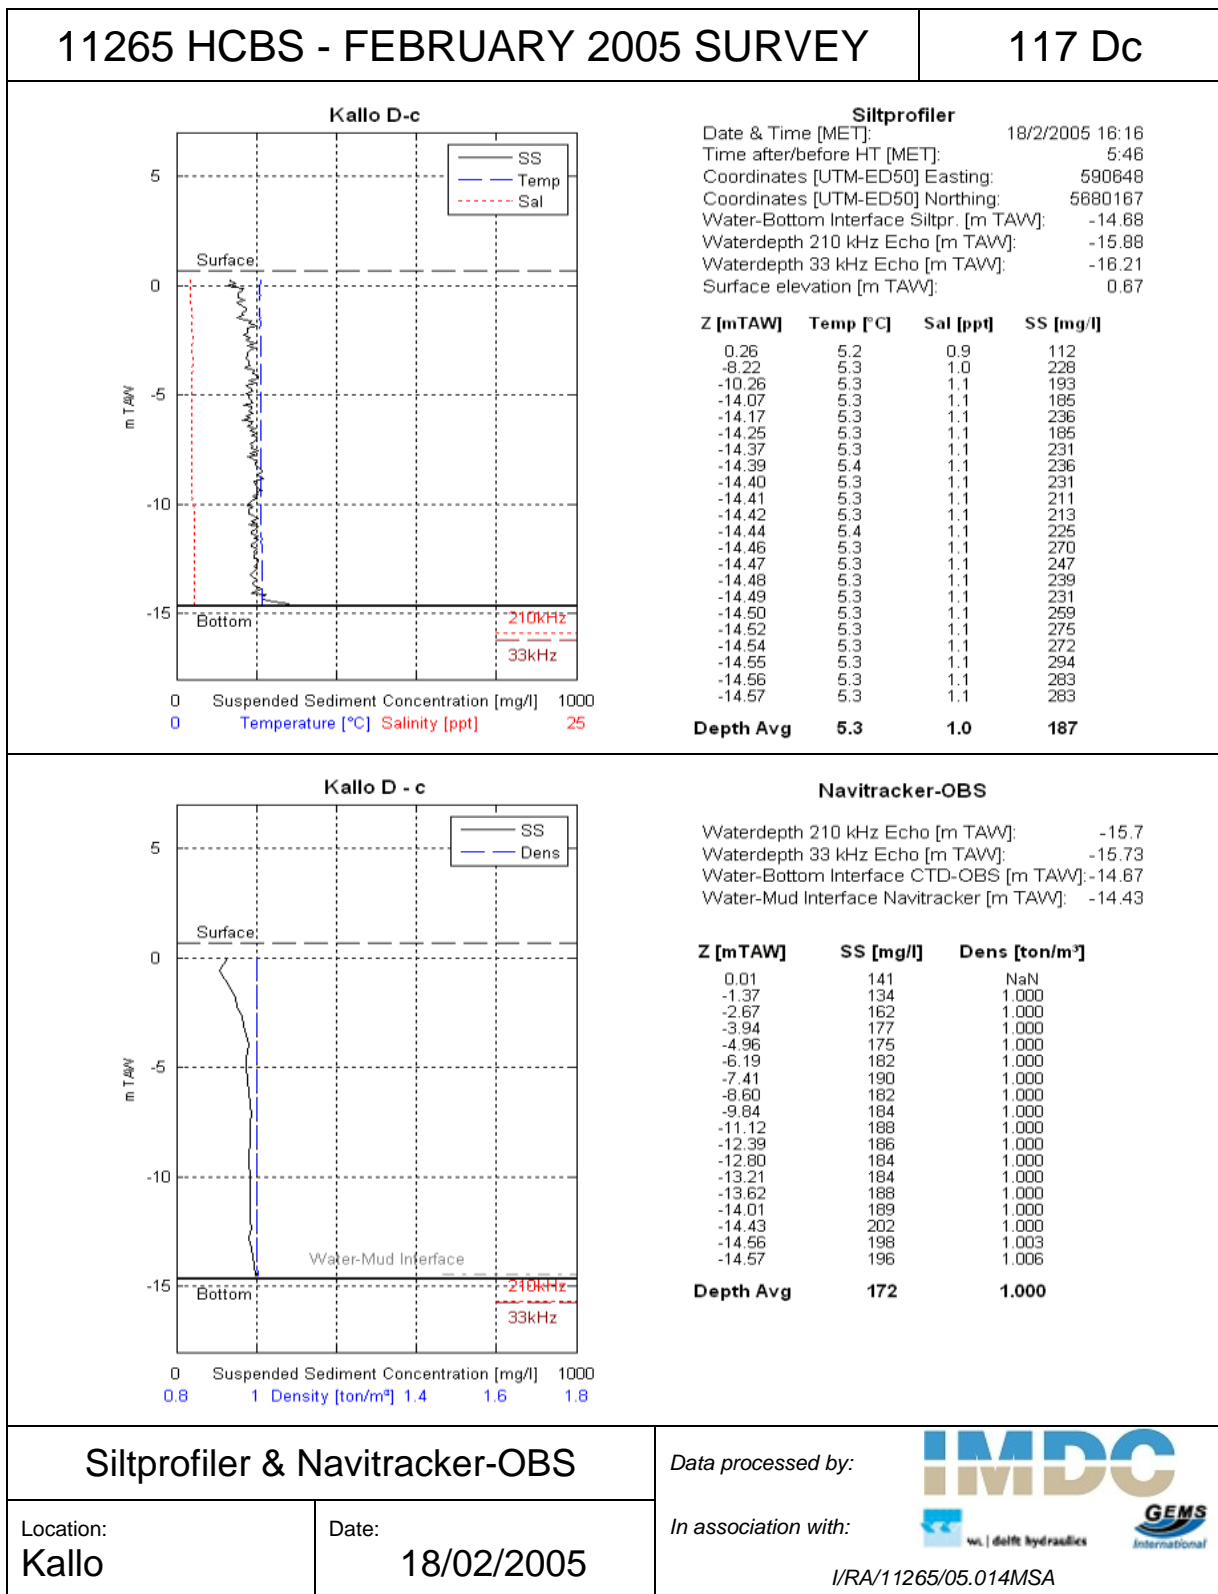 11265 HCBS - FEBRUARY 2005 SURVEY
117 Dc
Kallo D-c
SS
Temp
Sal
5
Surface
0
-5
m TAW
-10
-15
Bottom
210kHz
33kHz
0 Suspended Sediment Concentration [mg/l] 1000
0 Temperature [°C] Salinity [ppt] 25
Siltprofiler
Date & Time [MET]: 18/2/2005 16:16
Time after/before HT [MET]: 5:46
Coordinates [UTM-ED50] Easting: 590648
Coordinates [UTM-ED50] Northing: 5680167
Water-Bottom Interface Siltpr. [m TAW]: -14.68
Waterdepth 210 kHz Echo [m TAW]: -15.88
Waterdepth 33 kHz Echo [m TAW]: -16.21
Surface elevation [m TAW]: 0.67
Z [mTAW] Temp [°C] Sal [ppt] SS [mg/l]
0.26 5.2 0.9 112
-8.22 5.3 1.0 228
-10.26 5.3 1.1 193
-14.07 5.3 1.1 185
-14.17 5.3 1.1 236
-14.25 5.3 1.1 185
-14.37 5.3 1.1 231
-14.39 5.4 1.1 236
-14.40 5.3 1.1 231
-14.41 5.3 1.1 211
-14.42 5.3 1.1 213
-14.44 5.4 1.1 225
-14.46 5.3 1.1 270
-14.47 5.3 1.1 247
-14.48 5.3 1.1 239
-14.49 5.3 1.1 231
-14.50 5.3 1.1 259
-14.52 5.3 1.1 275
-14.54 5.3 1.1 272
-14.55 5.3 1.1 294
-14.56 5.3 1.1 283
-14.57 5.3 1.1 283
Depth Avg 5.3 1.0 187
Kallo D - c
SS
Dens
5
Surface
0
m TAW
-5
-10
Water-Mud Interface
-15
Bottom
210kHz
33kHz
0 Suspended Sediment Concentration [mg/l] 1000
0.8 1 Density [ton/m³] 1.4 1.6 1.8
Navitracker-OBS
Waterdepth 210 kHz Echo [m TAW]: -15.7
Waterdepth 33 kHz Echo [m TAW]: -15.73
Water-Bottom Interface CTD-OBS [m TAW]:-14.67
Water-Mud Interface Navitracker [m TAW]: -14.43
Z [mTAW] SS [mg/l] Dens [ton/m³]
0.01 141 NaN
-1.37 134 1.000
-2.67 162 1.000
-3.94 177 1.000
-4.96 175 1.000
-6.19 182 1.000
-7.41 190 1.000
-8.60 182 1.000
-9.84 184 1.000
-11.12 188 1.000
-12.39 186 1.000
-12.80 184 1.000
-13.21 184 1.000
-13.62 188 1.000
-14.01 189 1.000
-14.43 202 1.000
-14.56 198 1.003
-14.57 196 1.006
Depth Avg 172 1.000
Siltprofiler & Navitracker-OBS
Location:
Kallo
Date:
18/02/2005
Data processed by:
IMDC
In association with:
wL | delft hydraulics
GEMS
International
I/RA/11265/05.014MSA